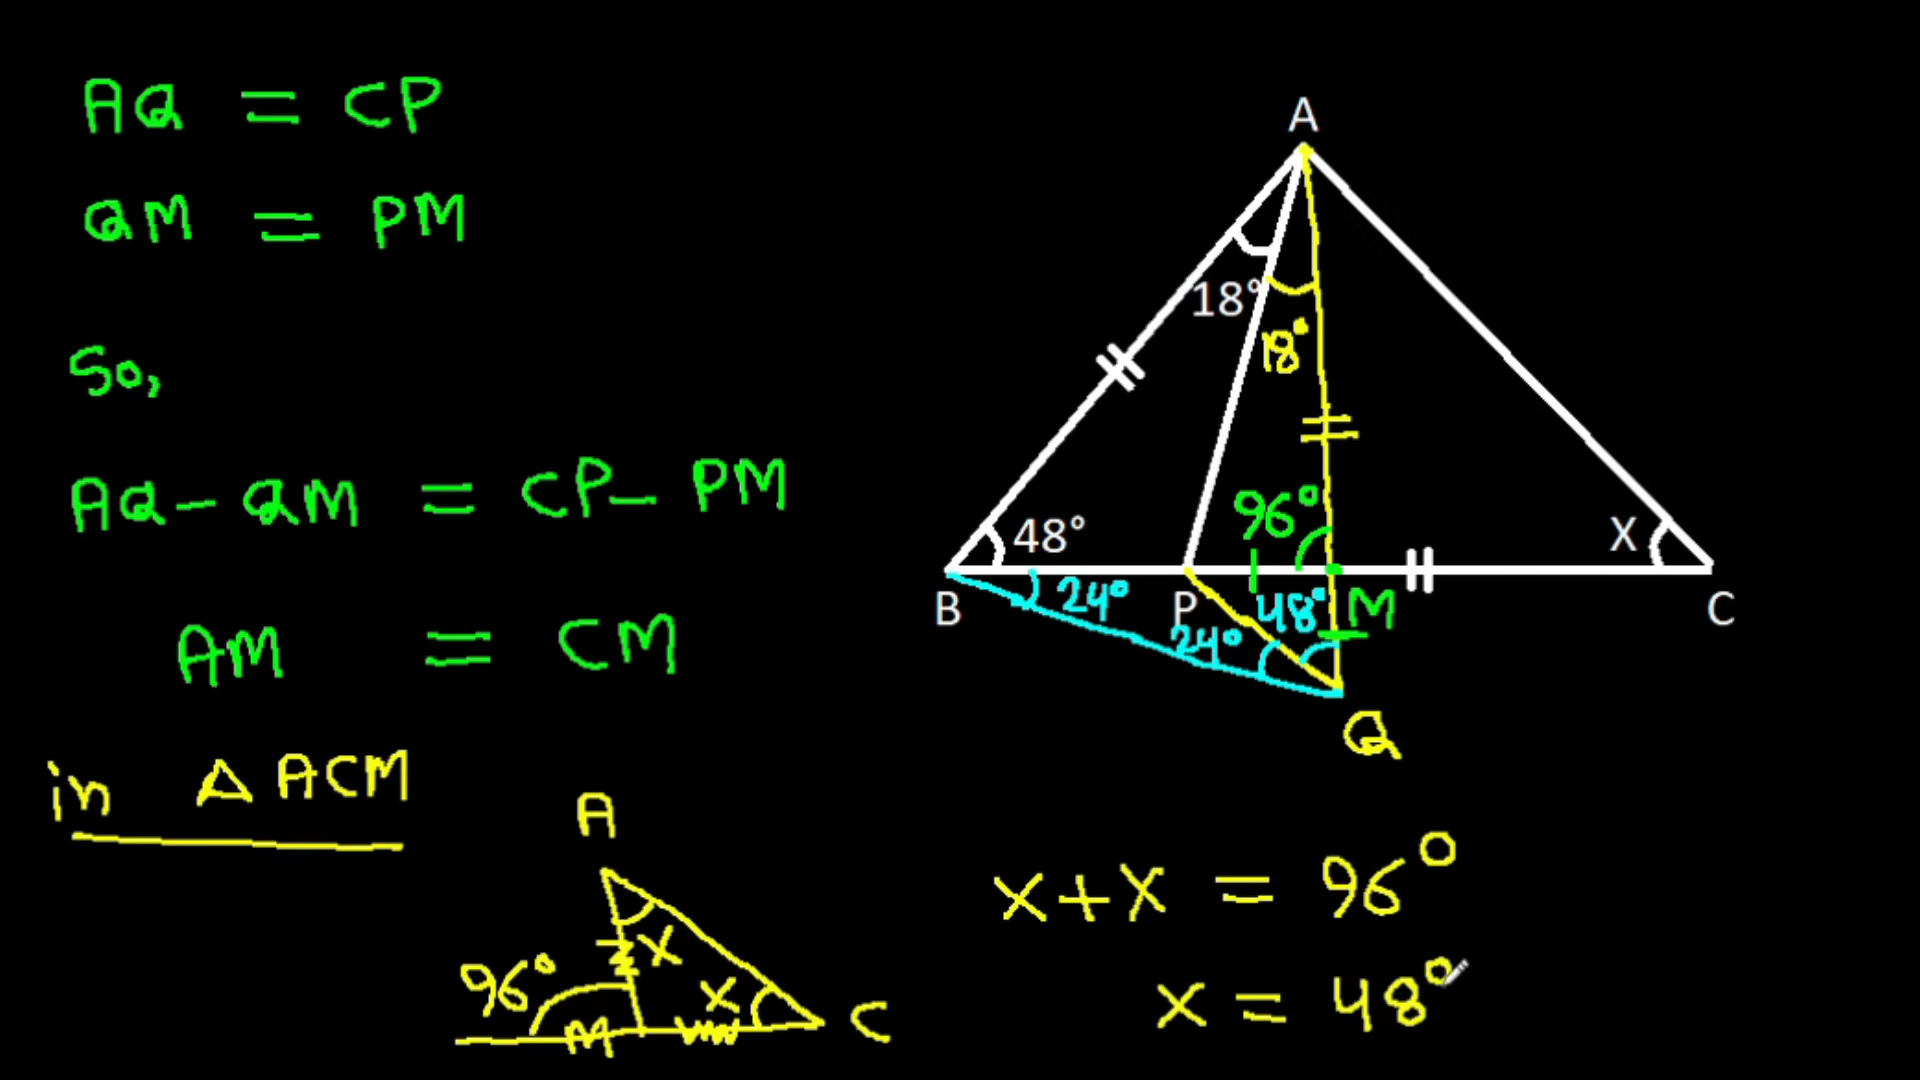 AQ = CP
QM = PM
So,
AQ - QM = CP - PM
AM = CM
in △ ACM
A
X
96°
X
M
C
A
18°
18°
96°
48°
X
B
24°
P
48°
M
C
24°
Q
x + x = 96°
x = 48°